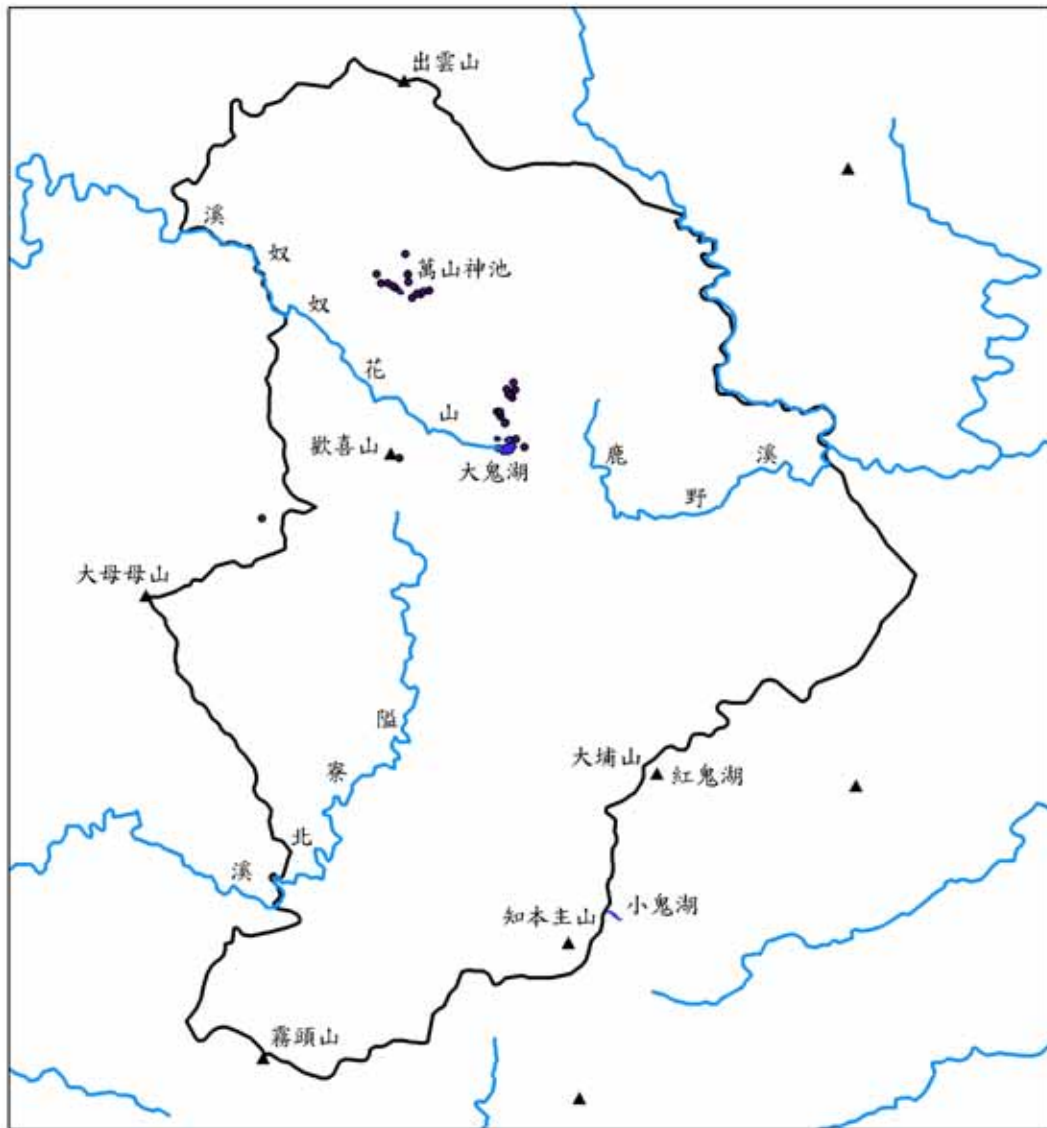 出雲山
溪奴奴花山
萬山神池
歡喜山
大鬼湖
鹿野溪
大母母山
隘寮北溪
大埔山
紅鬼湖
小鬼湖
知本主山
霧頭山